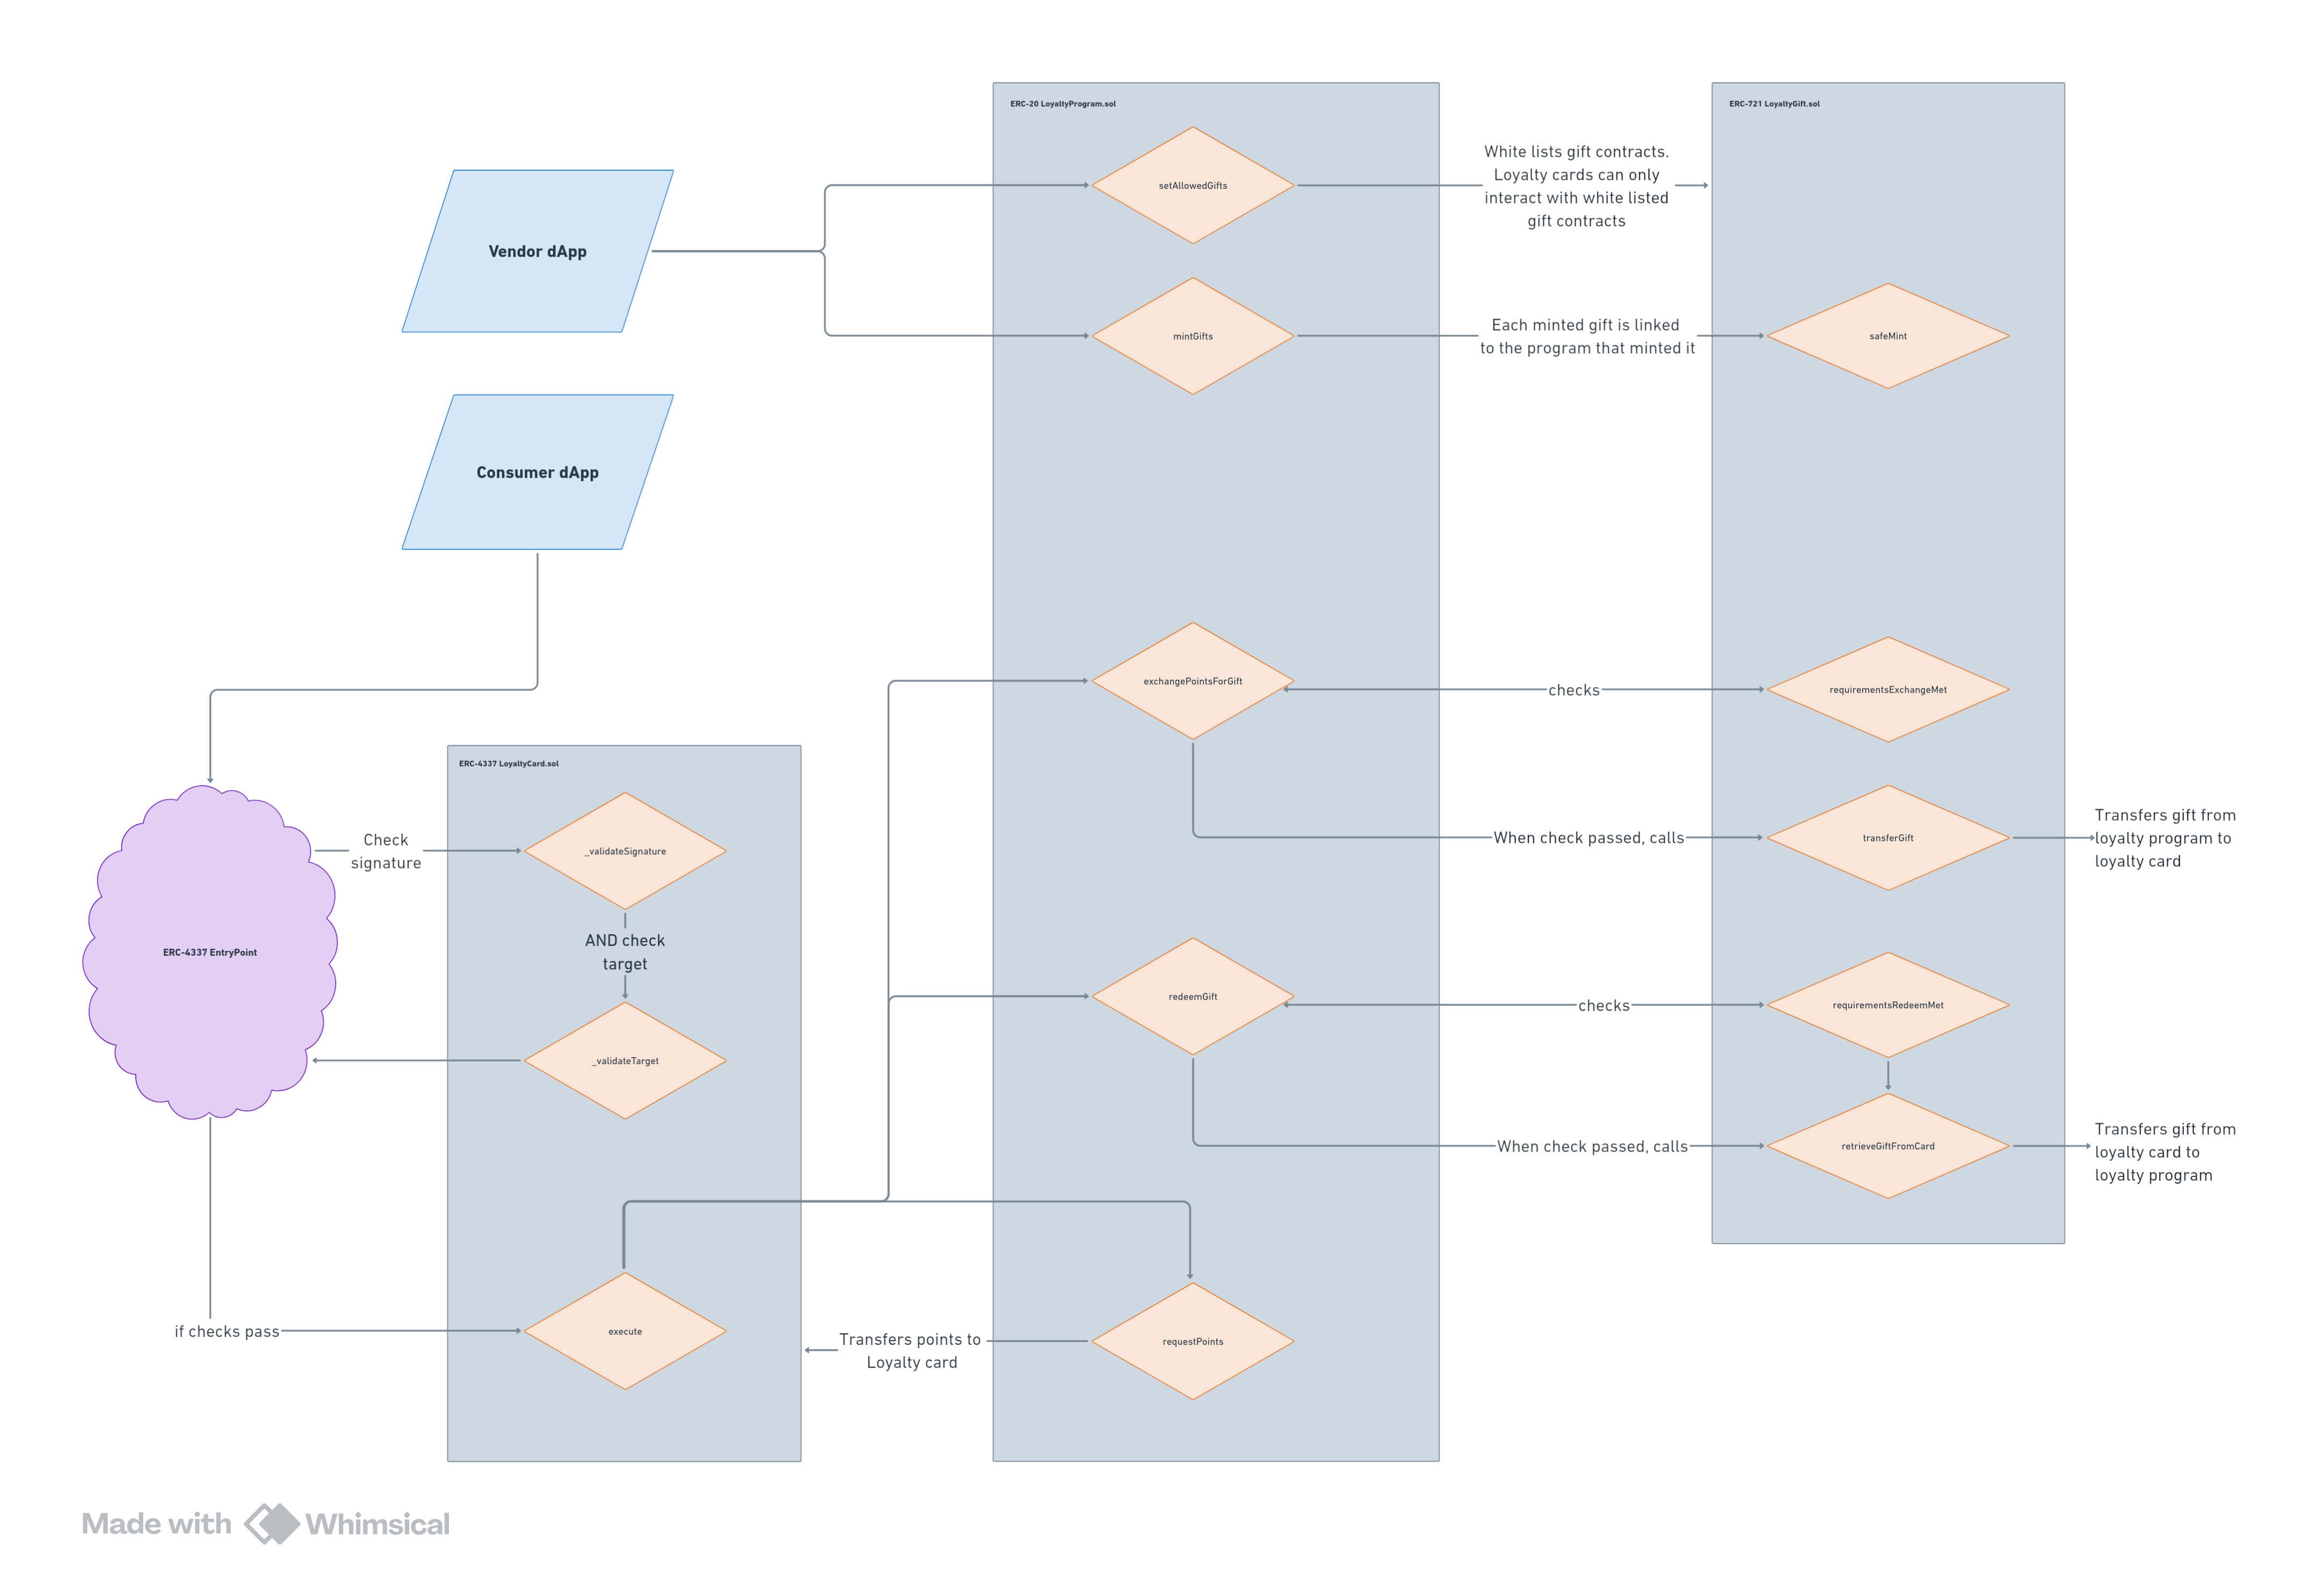 ERC-20 LoyaltyProgram.sol
ERC-721 LoyaltyGift.sol
Vendor dApp
setAllowedGifts
White lists gift contracts.
Loyalty cards can only
interact with white listed
gift contracts
mintGifts
Each minted gift is linked
to the program that minted it
safeMint
Consumer dApp
exchangePointsForGift
checks
requirementsExchangeMet
When check passed, calls
transferGift
Transfers gift from
loyalty program to
loyalty card
ERC-4337 LoyaltyCard.sol
Check
signature
_validateSignature
AND check
target
_validateTarget
ERC-4337 EntryPoint
redeemGift
checks
requirementsRedeemMet
When check passed, calls
retrieveGiftFromCard
Transfers gift from
loyalty card to
loyalty program
if checks pass
execute
Transfers points to
Loyalty card
requestPoints
Made with Whimsical